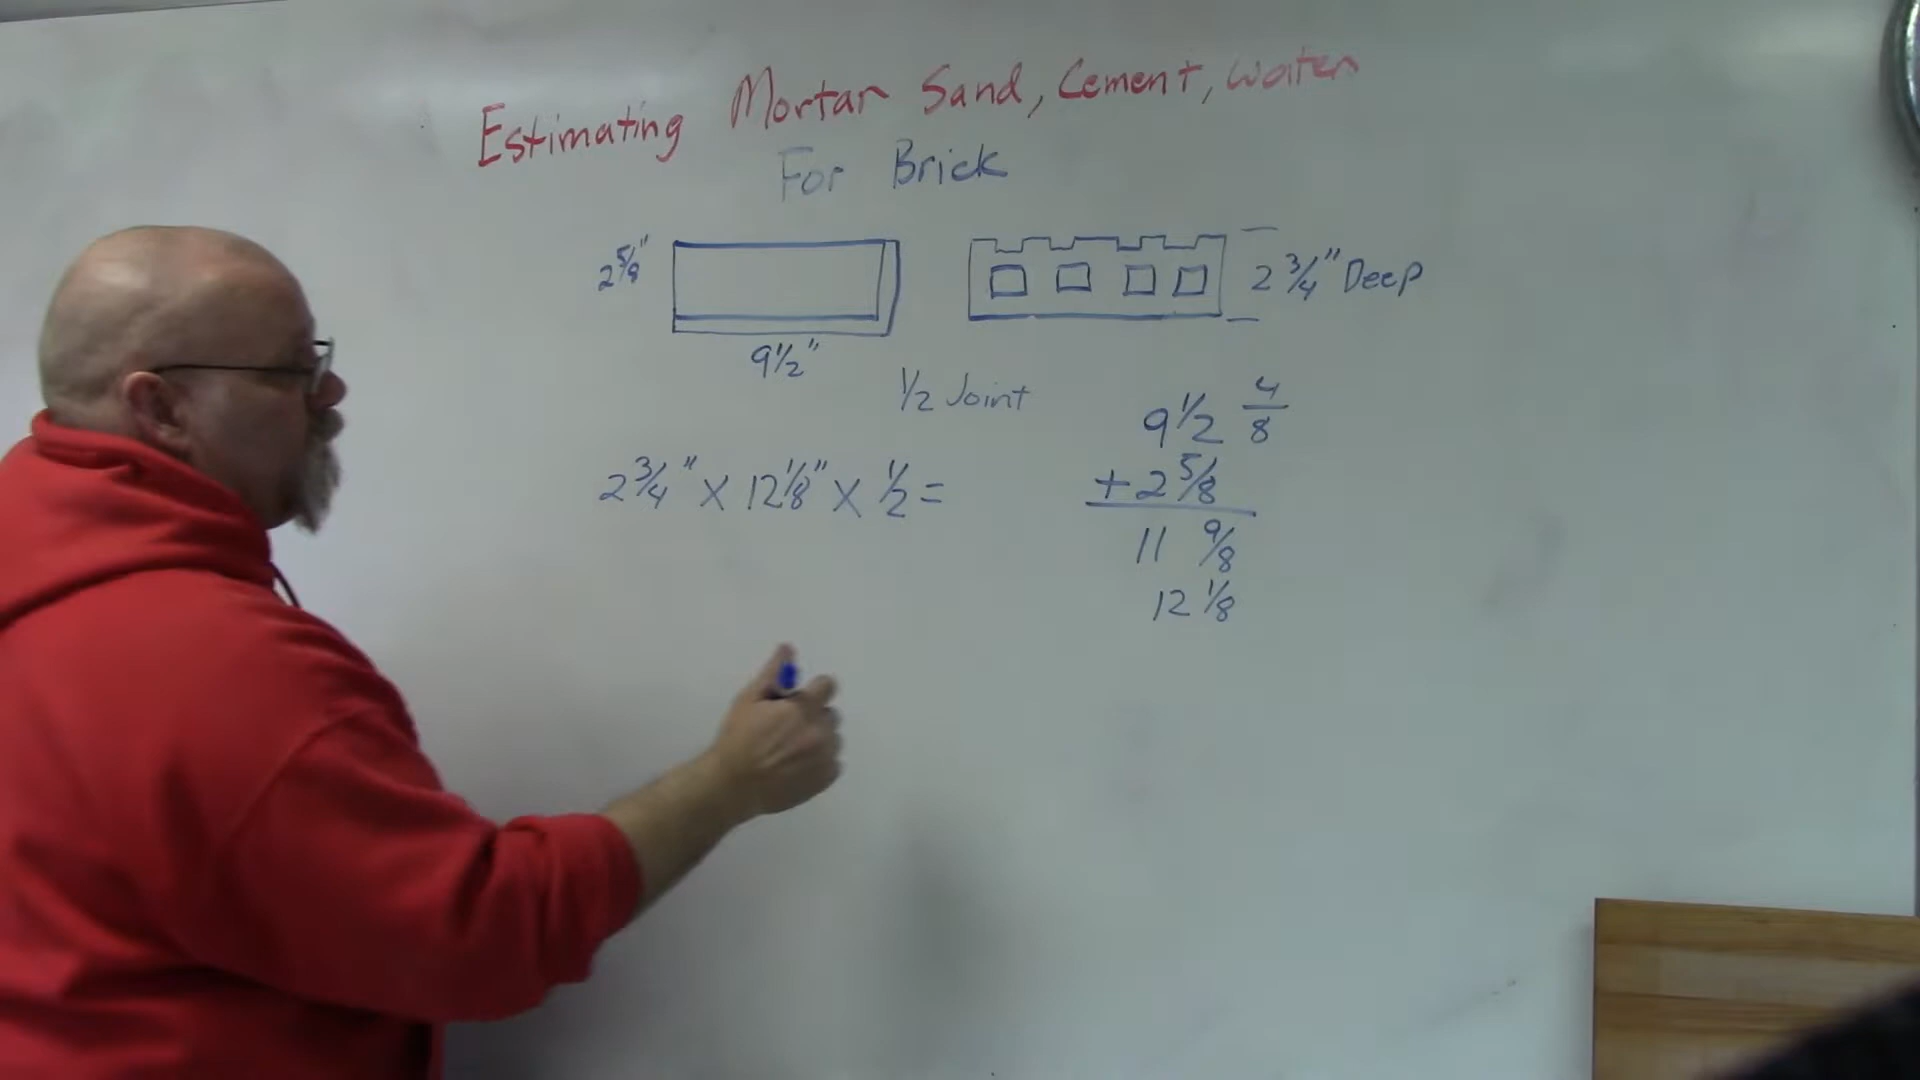 Estimating Mortar Sand, Cement, Water
For Brick
2 5/8"
2 3/4" Deep
9 1/2"
1/2 Joint
9 1/2 4/8
+ 2 5/8
2 3/4" X 12 1/8" X 1/2 =
11 9/8
12 1/8